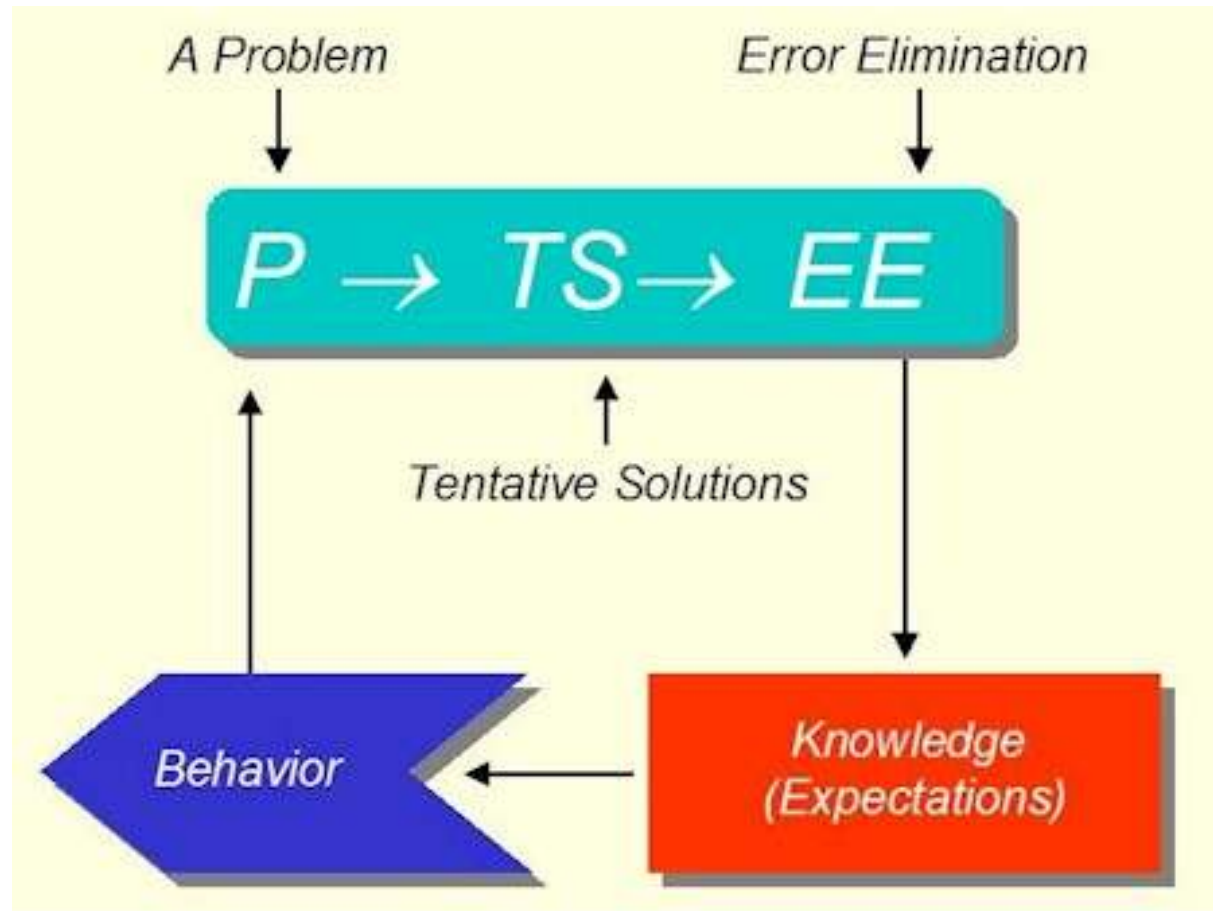 A Problem
Error Elimination
P → TS → EE
Tentative Solutions
Behavior
Knowledge
(Expectations)